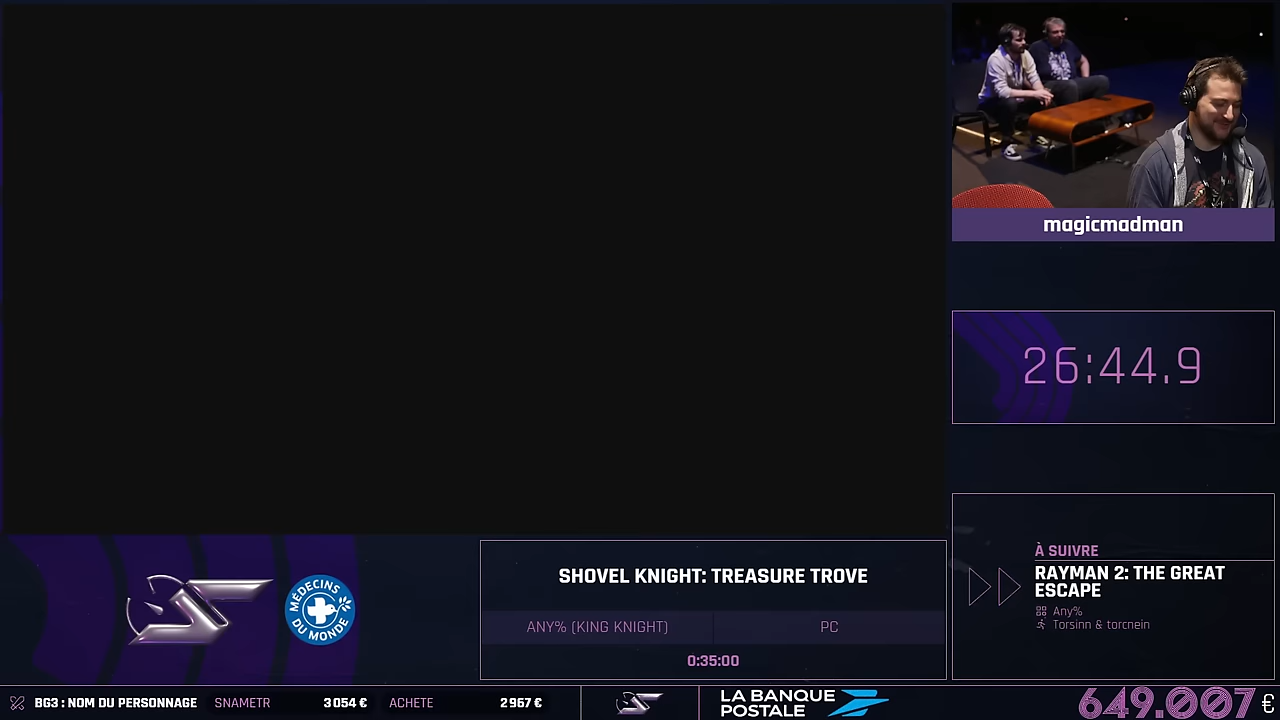 magicmadman
26:44.9
À SUIVRE
RAYMAN 2: THE GREAT
ESCAPE
Any%
Torsinn & torcnein
MÉDECINS
DU MONDE
SHOVEL KNIGHT: TREASURE TROVE
ANY% (KING KNIGHT)
PC
0:35:00
BG3 : NOM DU PERSONNAGE SNAMETR 3 054 € ACHETE 2 967 €
LA BANQUE
POSTALE
649.007 €